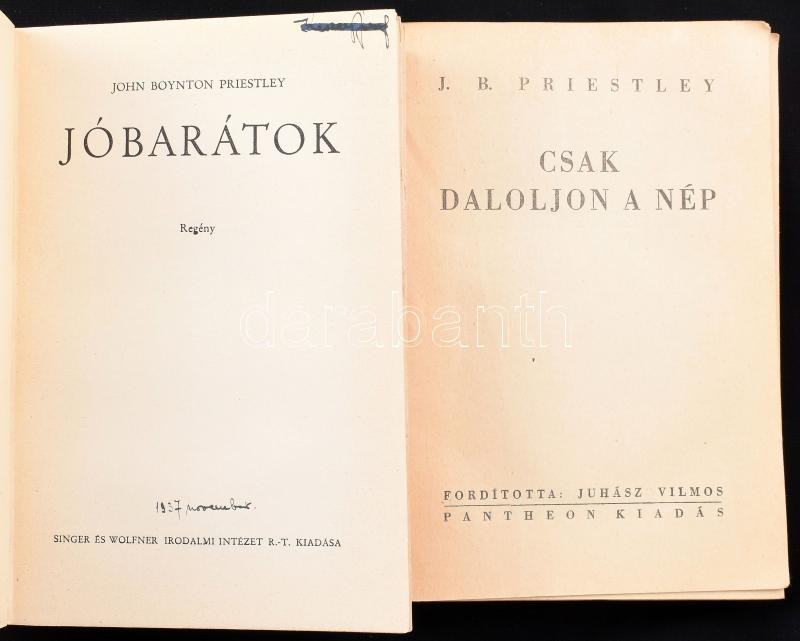 JOHN BOYNTON PRIESTLEY
JÓBARÁTOK
Regény
1937 november.
SINGER ÉS WOLFNER IRODALMI INTÉZET R.-T. KIADÁSA
J. B. PRIESTLEY
CSAK
DALOLJON A NÉP
FORDÍTOTTA: JUHÁSZ VILMOS
PANTHEON KIADÁS
darabanth